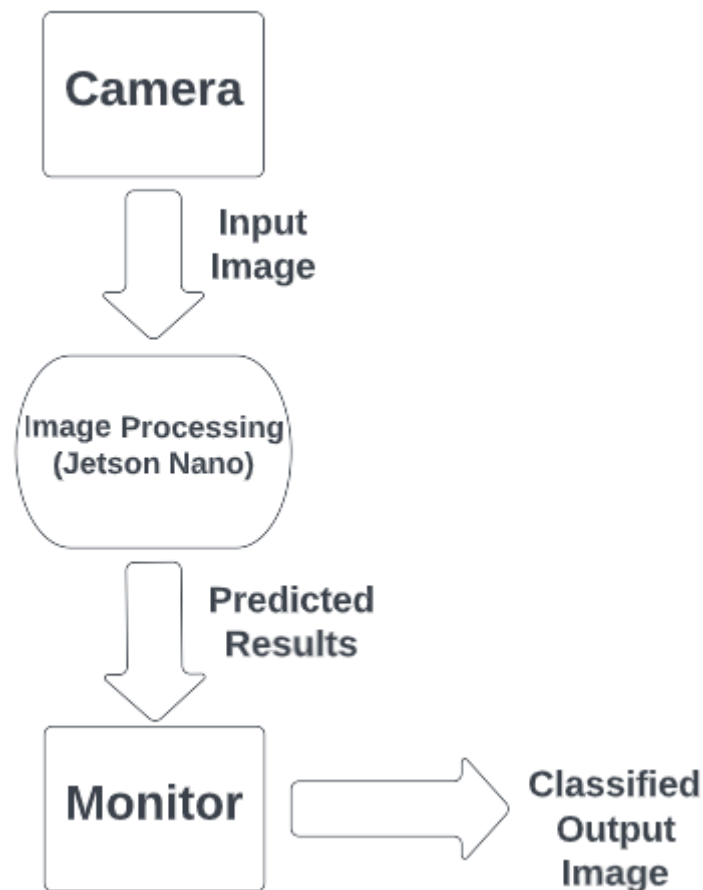 Camera
Input
Image
Image Processing
(Jetson Nano)
Predicted
Results
Monitor
Classified
Output
Image